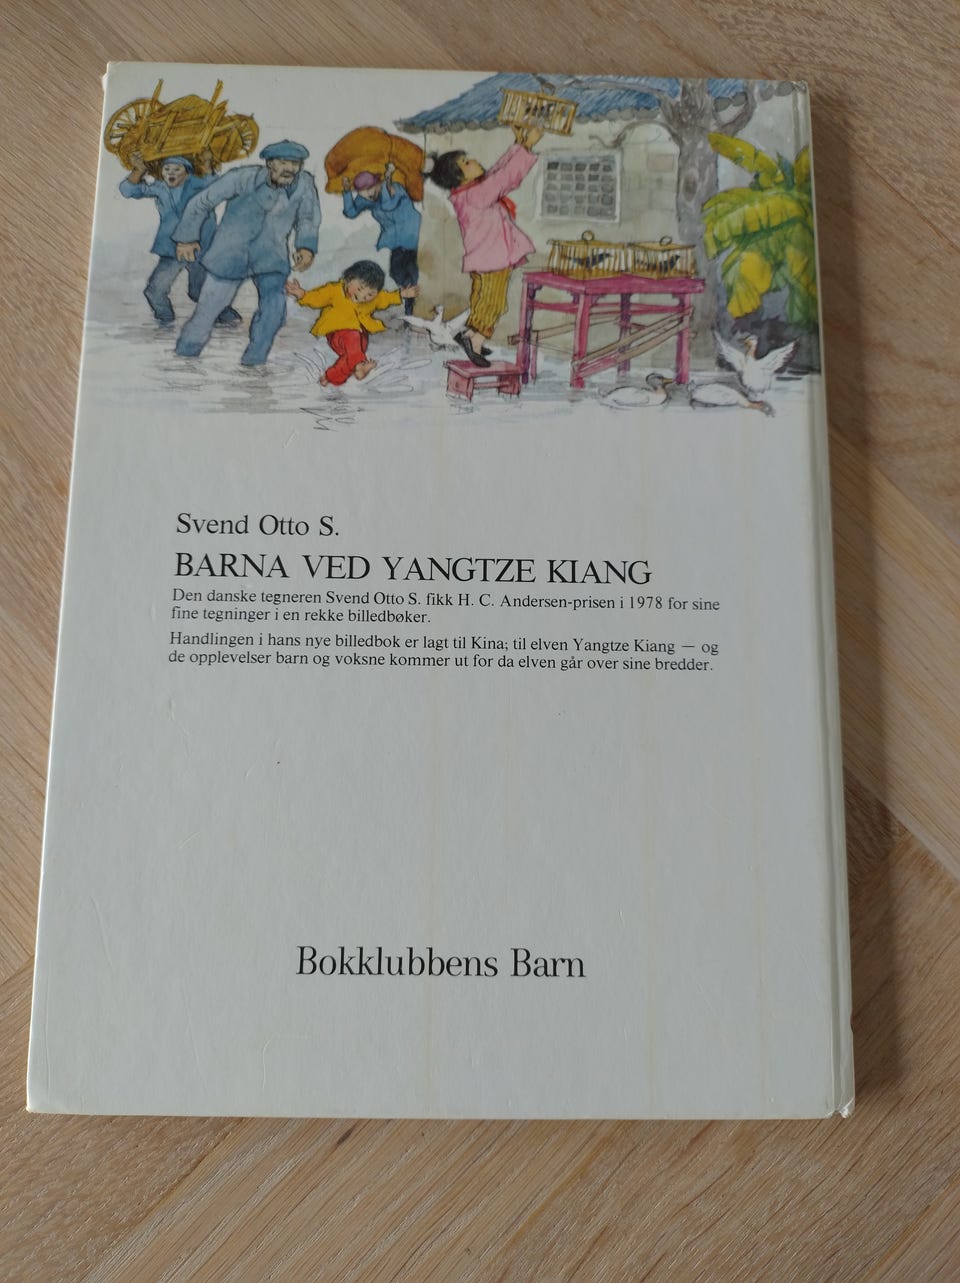 Svend Otto S.
BARNA VED YANGTZE KIANG
Den danske tegneren Svend Otto S. fikk H. C. Andersen-prisen i 1978 for sine
fine tegninger i en rekke billedbøker.
Handlingen i hans nye billedbok er lagt til Kina; til elven Yangtze Kiang — og
de opplevelser barn og voksne kommer ut for da elven går over sine bredder.
Bokklubbens Barn